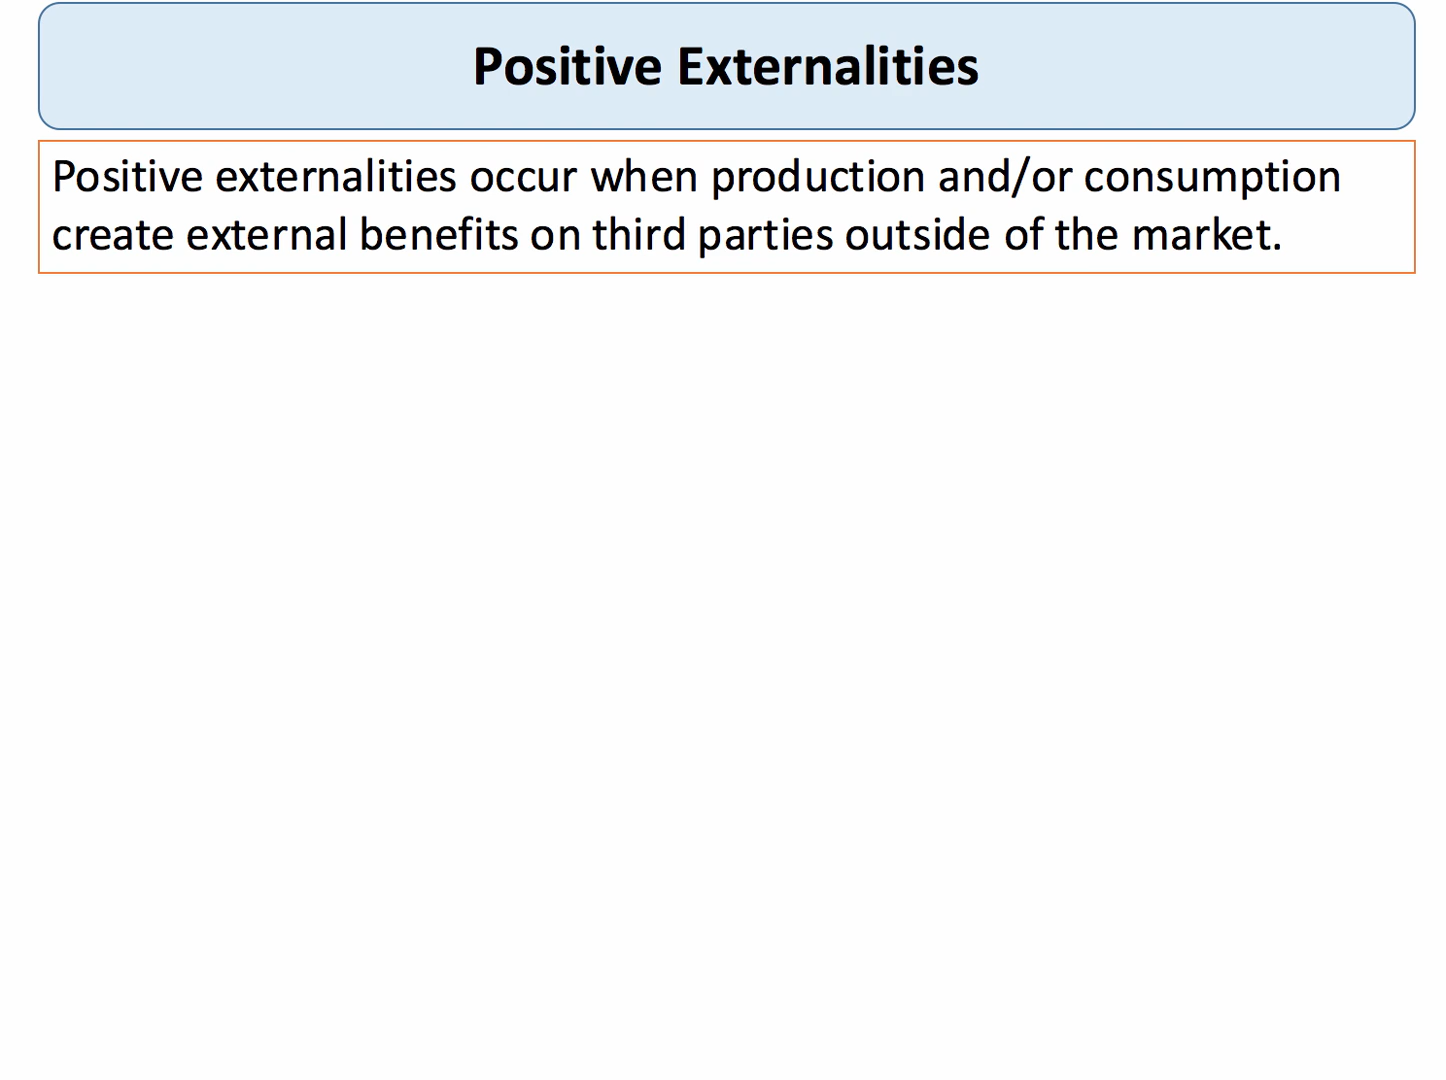 Positive Externalities
Positive externalities occur when production and/or consumption
create external benefits on third parties outside of the market.